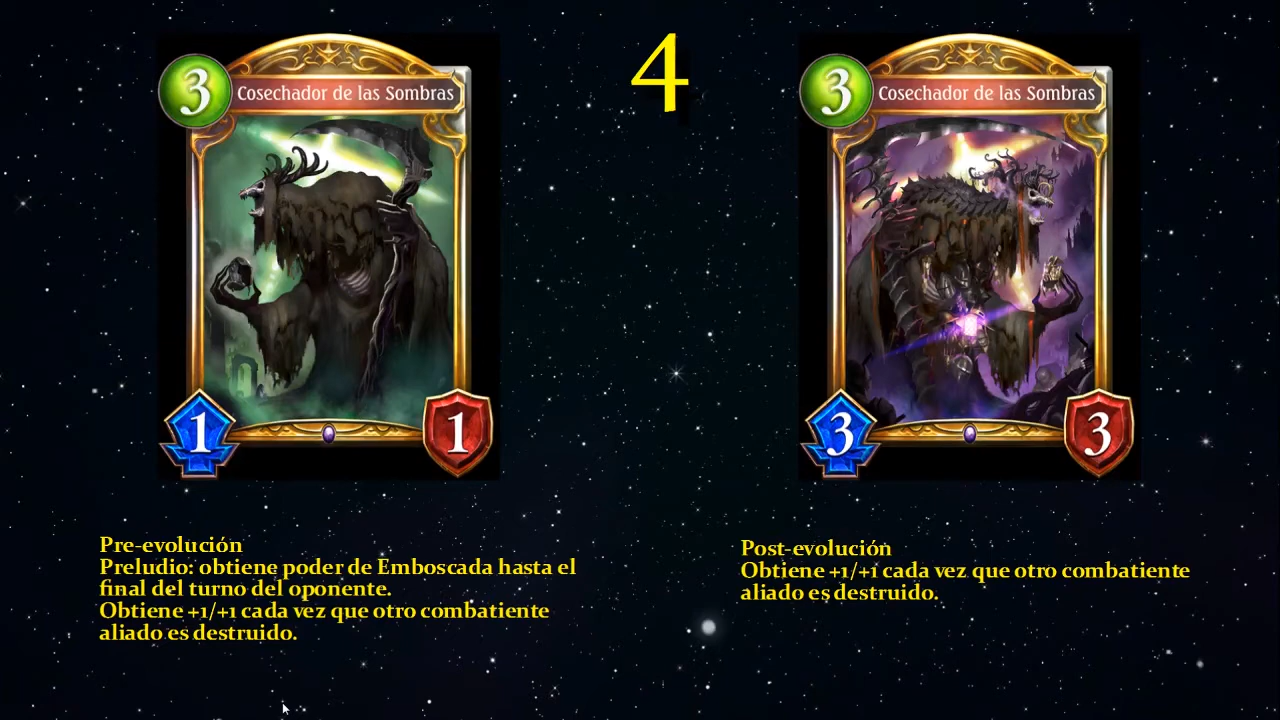 4
3
Cosechador de las Sombras
1
1
Pre-evolución
Preludio: obtiene poder de Emboscada hasta el
final del turno del oponente.
Obtiene +1/+1 cada vez que otro combatiente
aliado es destruido.
3
Cosechador de las Sombras
3
3
Post-evolución
Obtiene +1/+1 cada vez que otro combatiente
aliado es destruido.